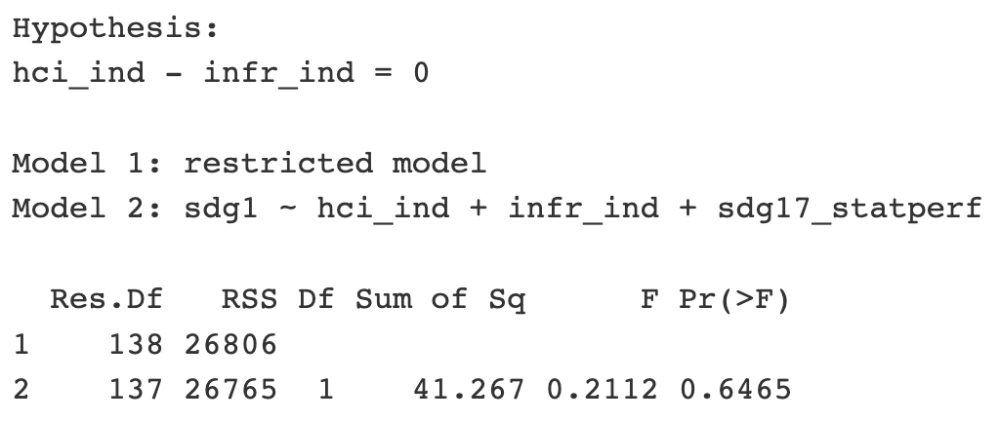 Hypothesis:
hci_ind - infr_ind = 0
Model 1: restricted model
Model 2: sdg1 ~ hci_ind + infr_ind + sdg17_statperf
Res.Df RSS Df Sum of Sq F Pr(>F)
1 138 26806
2 137 26765 1 41.267 0.2112 0.6465